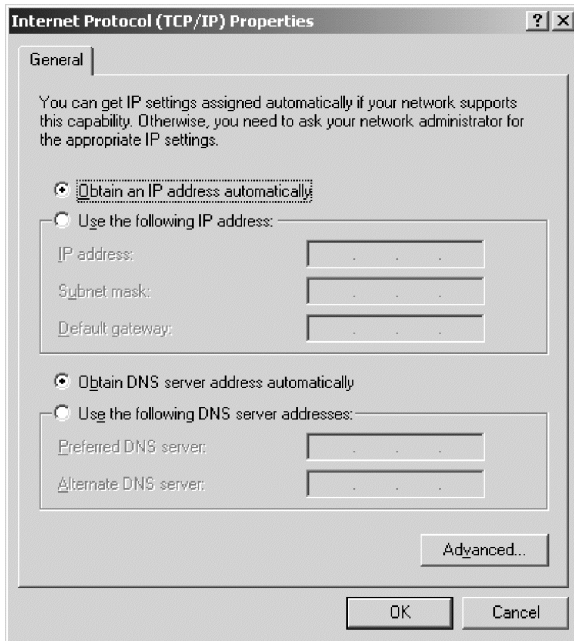 Internet Protocol (TCP/IP) Properties
General
You can get IP settings assigned automatically if your network supports
this capability. Otherwise, you need to ask your network administrator for
the appropriate IP settings.
Obtain an IP address automatically
Use the following IP address:
IP address:
Subnet mask:
Default gateway:
Obtain DNS server address automatically
Use the following DNS server addresses:
Preferred DNS server:
Alternate DNS server:
Advanced...
OK Cancel